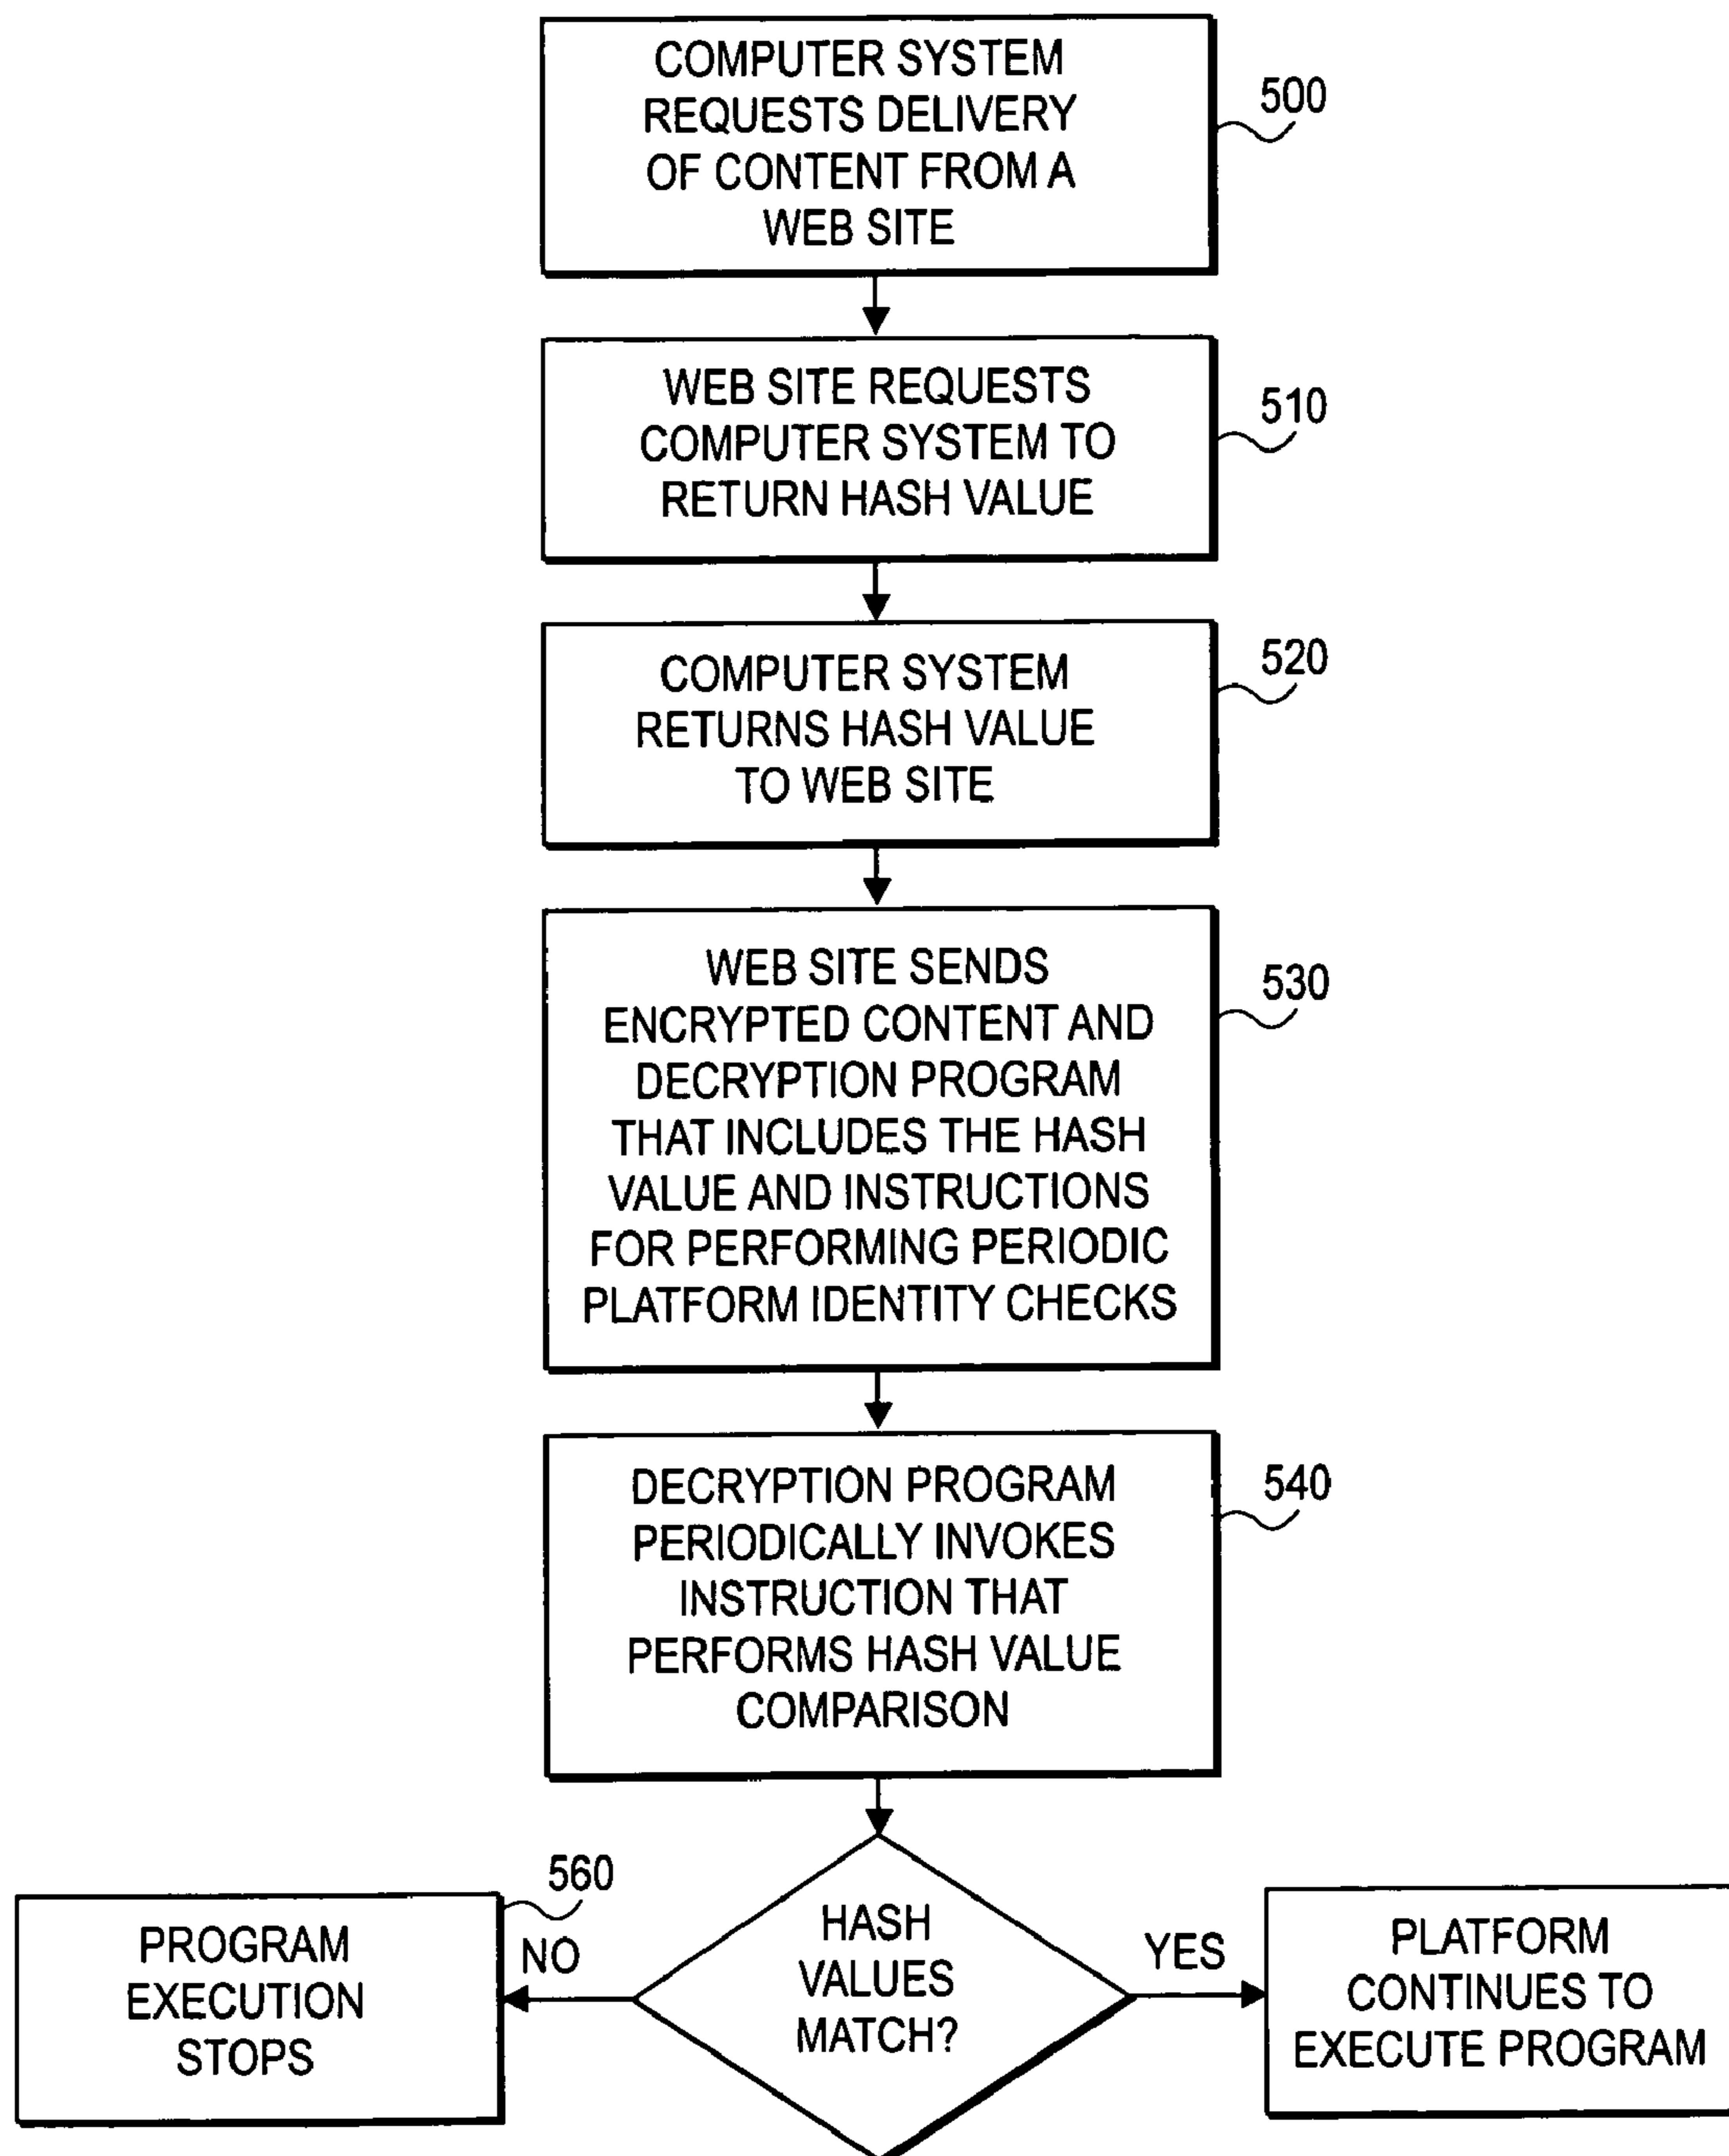 COMPUTER SYSTEM
REQUESTS DELIVERY
OF CONTENT FROM A
WEB SITE
500
WEB SITE REQUESTS
COMPUTER SYSTEM TO
RETURN HASH VALUE
510
COMPUTER SYSTEM
RETURNS HASH VALUE
TO WEB SITE
520
WEB SITE SENDS
ENCRYPTED CONTENT AND
DECRYPTION PROGRAM
THAT INCLUDES THE HASH
VALUE AND INSTRUCTIONS
FOR PERFORMING PERIODIC
PLATFORM IDENTITY CHECKS
530
DECRYPTION PROGRAM
PERIODICALLY INVOKES
INSTRUCTION THAT
PERFORMS HASH VALUE
COMPARISON
540
560
PROGRAM
EXECUTION
STOPS
NO
HASH
VALUES
MATCH?
YES
PLATFORM
CONTINUES TO
EXECUTE PROGRAM